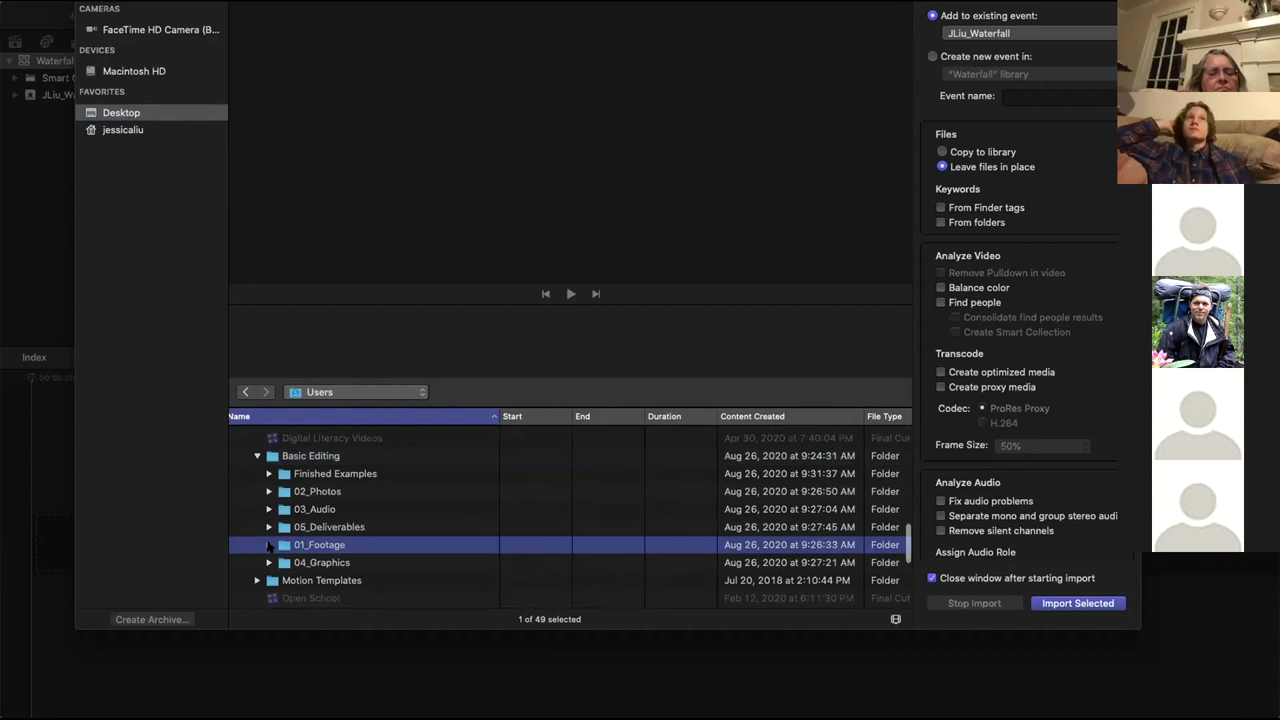 CAMERAS
FaceTime HD Camera (B...
DEVICES
Macintosh HD
FAVORITES
Desktop
jessicaliu
Waterfal
Smart C
JLiu_Wa
Index
00:00:00
Users
Name Start End Duration Content Created File Type
Digital Literacy Videos Apr 30, 2020 at 7:40:04 PM Final Cut
Basic Editing Aug 26, 2020 at 9:24:31 AM Folder
Finished Examples Aug 26, 2020 at 9:31:37 AM Folder
02_Photos Aug 26, 2020 at 9:26:50 AM Folder
03_Audio Aug 26, 2020 at 9:27:04 AM Folder
05_Deliverables Aug 26, 2020 at 9:27:45 AM Folder
01_Footage Aug 26, 2020 at 9:26:33 AM Folder
04_Graphics Aug 26, 2020 at 9:27:21 AM Folder
Motion Templates Jul 20, 2018 at 2:10:44 PM Folder
Open School Feb 12, 2020 at 6:11:30 PM Final Cut
Create Archive...
1 of 49 selected
Add to existing event:
JLiu_Waterfall
Create new event in:
"Waterfall" library
Event name:
Files
Copy to library
Leave files in place
Keywords
From Finder tags
From folders
Analyze Video
Remove Pulldown in video
Balance color
Find people
Consolidate find people results
Create Smart Collection
Transcode
Create optimized media
Create proxy media
Codec: ProRes Proxy
H.264
Frame Size: 50%
Analyze Audio
Fix audio problems
Separate mono and group stereo audi
Remove silent channels
Assign Audio Role
Close window after starting import
Stop Import Import Selected